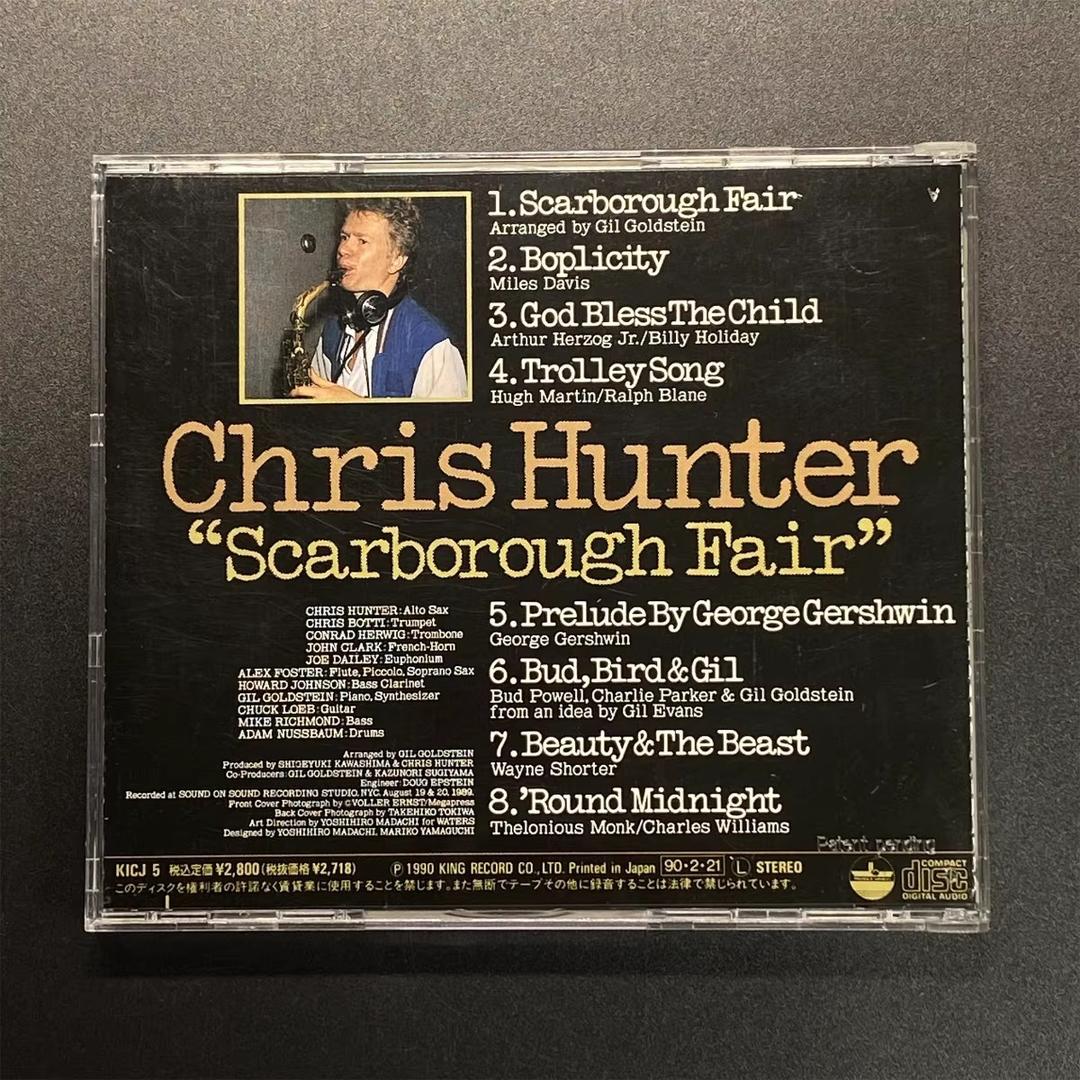 1.Scarborough Fair
Arranged by Gil Goldstein
2.Boplicity
Miles Davis
3.God Bless The Child
Arthur Herzog Jr./Billy Holiday
4.Trolley Song
Hugh Martin/Ralph Blane
Chris Hunter
“Scarborough Fair”
CHRIS HUNTER:Alto Sax
CHRIS BOTTI:Trumpet
CONRAD HERWIG:Trombone
JOHN CLARK:French-Horn
JOE DAILEY:Euphonium
ALEX FOSTER:Flute, Piccolo, Soprano Sax
HOWARD JOHNSON:Bass Clarinet
GIL GOLDSTEIN:Piano, Synthesizer
CHUCK LOEB:Guitar
MIKE RICHMOND:Bass
ADAM NUSSBAUM:Drums
Arranged by GIL GOLDSTEIN
Produced by SHIGEYUKI KAWASHIMA & CHRIS HUNTER
Co-Producers:GIL GOLDSTEIN & KAZUNORI SUGIYAMA
Engineer:DOUG EPSTEIN
Recorded at SOUND ON SOUND RECORDING STUDIO, NYC, August 19 & 20, 1989.
Front Cover Photograph by ©VOLLER ERNST/Megapress
Back Cover Photograph by TAKEHIKO TOKIWA
Art Direction by YOSHIHIRO MADACHI for WATERS
Designed by YOSHIHIRO MADACHI, MARIKO YAMAGUCHI
5.Prelude By George Gershwin
George Gershwin
6.Bud,Bird & Gil
Bud Powell, Charlie Parker & Gil Goldstein
from an idea by Gil Evans
7.Beauty & The Beast
Wayne Shorter
8.'Round Midnight
Thelonious Monk/Charles Williams
Patent pending
KICJ 5 税込定価¥2,800(税抜価格¥2,718) Ⓟ1990 KING RECORD CO., LTD. Printed in Japan 90・2・21 L STEREO
このディスクを権利者の許諾なく賃貸業に使用することを禁じます。また無断でテープその他に録音することは法律で禁じられています。
COMPACT
disc
DIGITAL AUDIO